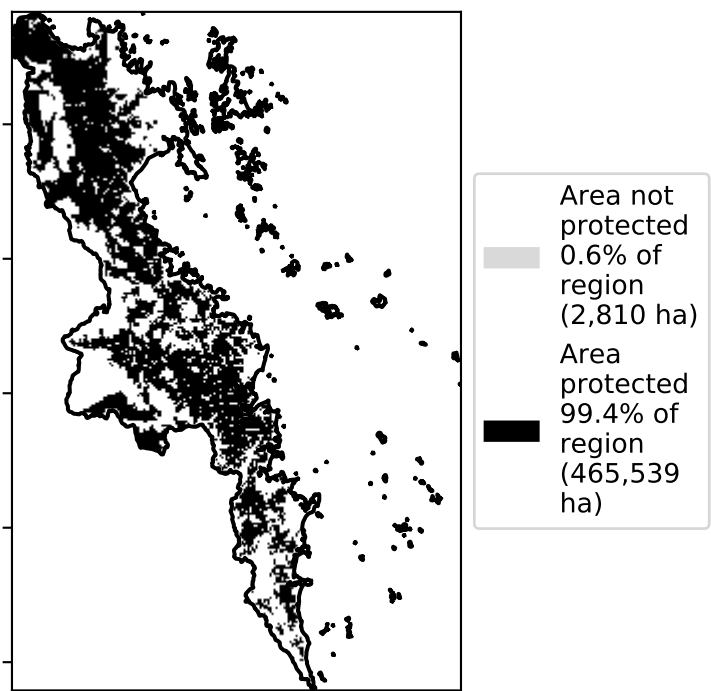 Area not
protected
0.6% of
region
(2,810 ha)
Area
protected
99.4% of
region
(465,539
ha)